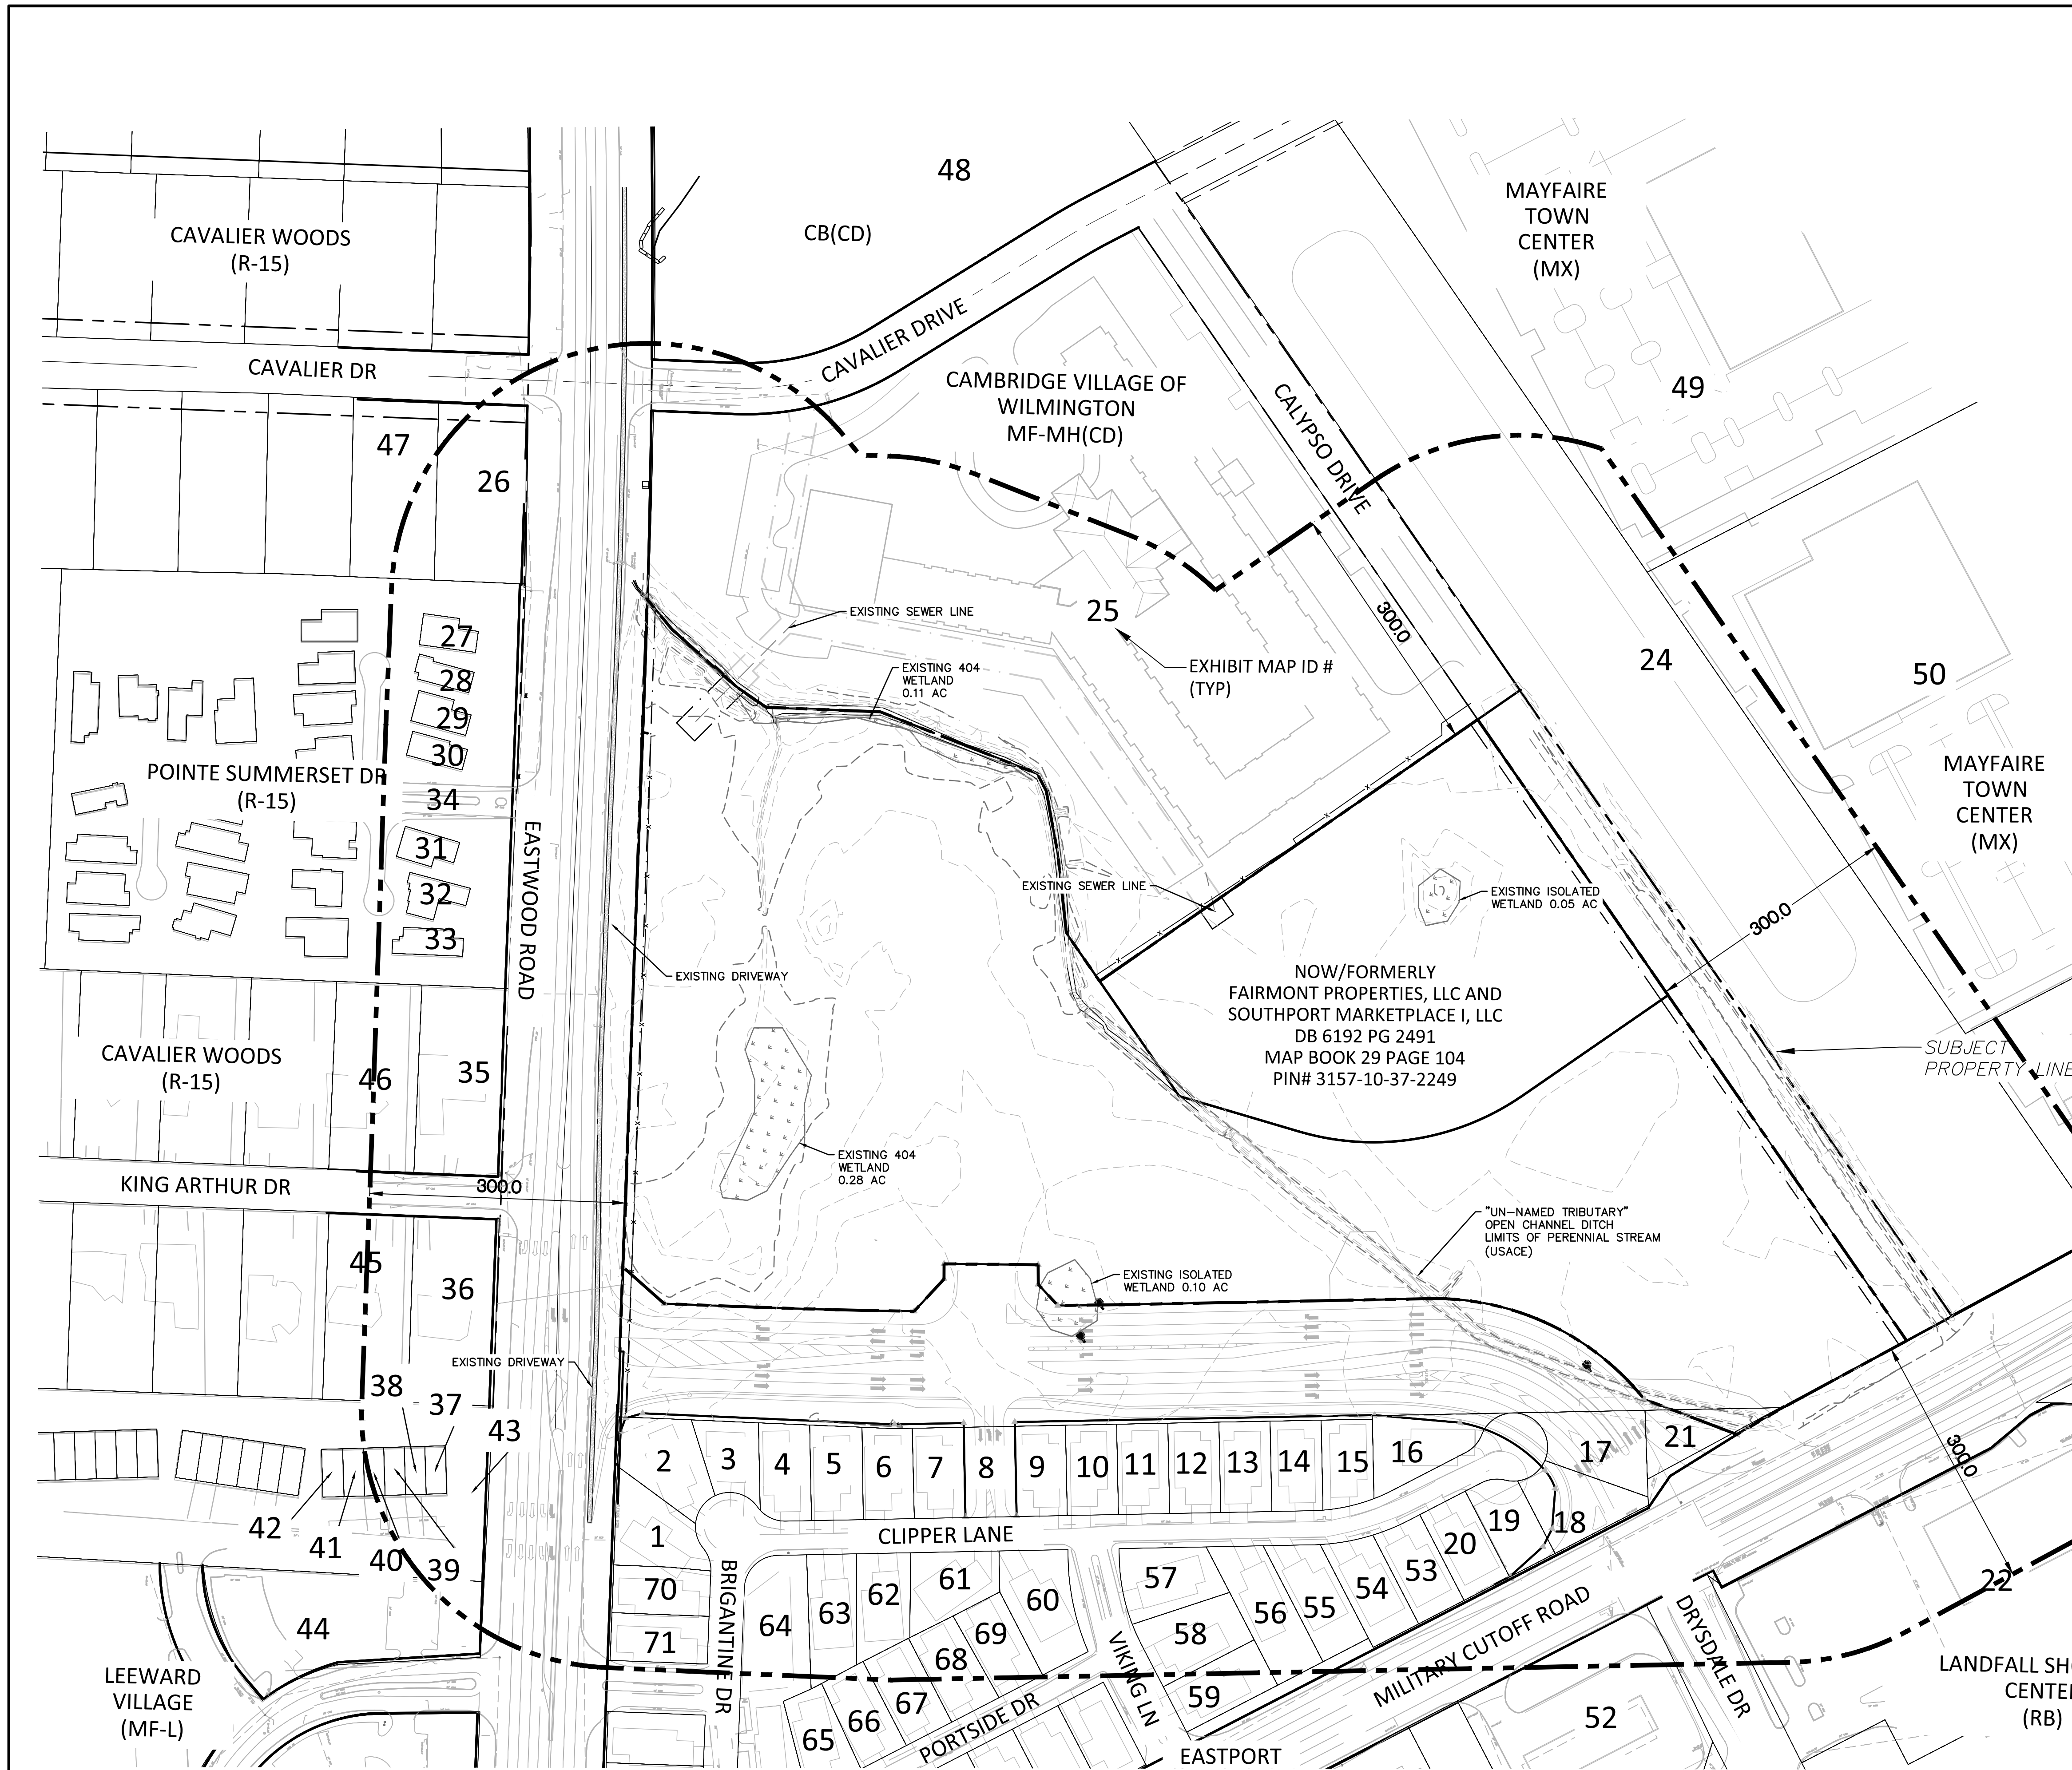 48
CB(CD)
MAYFAIRE
TOWN
CENTER
(MX)
CAVALIER WOODS
(R-15)
CAVALIER DR
CAVALIER DRIVE
CAMBRIDGE VILLAGE OF
WILMINGTON
MF-MH(CD)
CALYPSO DRIVE
49
47
26
25
EXISTING SEWER LINE
EXISTING 404
WETLAND
0.11 AC
EXHIBIT MAP ID #
(TYP)
300.0
24
50
27
28
29
30
POINTE SUMMERSET DR
(R-15)
34
31
32
33
EASTWOOD ROAD
MAYFAIRE
TOWN
CENTER
(MX)
EXISTING SEWER LINE
EXISTING ISOLATED
WETLAND 0.05 AC
300.0
EXISTING DRIVEWAY
NOW/FORMERLY
FAIRMONT PROPERTIES, LLC AND
SOUTHPORT MARKETPLACE I, LLC
DB 6192 PG 2491
MAP BOOK 29 PAGE 104
PIN# 3157-10-37-2249
SUBJECT
PROPERTY LINE
CAVALIER WOODS
(R-15)
46
35
EXISTING 404
WETLAND
0.28 AC
KING ARTHUR DR
300.0
"UN-NAMED TRIBUTARY"
OPEN CHANNEL DITCH
LIMITS OF PERENNIAL STREAM
(USACE)
45
36
EXISTING ISOLATED
WETLAND 0.10 AC
EXISTING DRIVEWAY
38
37
43
42
41
40
39
44
LEEWARD
VILLAGE
(MF-L)
2
3
4
5
6
7
8
9
10
11
12
13
14
15
16
17
21
300.0
1
CLIPPER LANE
20
19
18
70
71
BRIGANTINE DR
64
63
62
61
60
57
58
59
56
55
54
53
69
68
67
66
65
VIKING LN
PORTSIDE DR
MILITARY CUTOFF ROAD
DRYSDALE DR
22
52
EASTPORT
LANDFALL SH
CENTE
(RB)